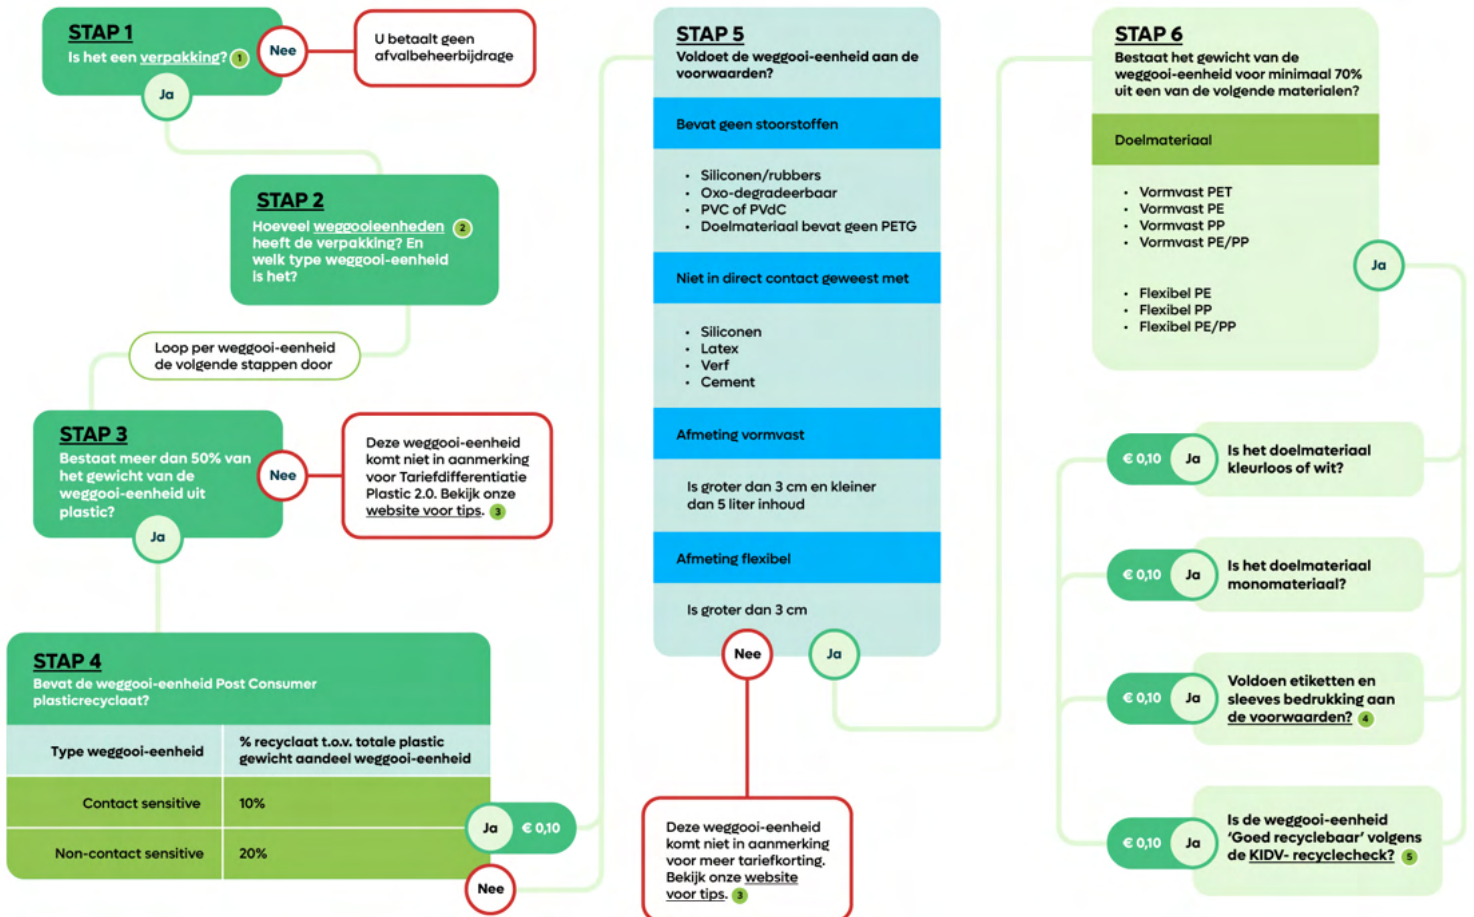 STAP 1
Is het een verpakking? 1
Nee
U betaalt geen
afvalbeheerbijdrage
Ja
STAP 2
Hoeveel weggooieenheden 2
heeft de verpakking? En
welk type weggooi-eenheid
is het?
Loop per weggooi-eenheid
de volgende stappen door
STAP 3
Bestaat meer dan 50% van
het gewicht van de
weggooi-eenheid uit
plastic?
Nee
Deze weggooi-eenheid
komt niet in aanmerking
voor Tariefdifferentiatie
Plastic 2.0. Bekijk onze
website voor tips. 3
Ja
STAP 4
Bevat de weggooi-eenheid Post Consumer
plasticrecyclaat?
Type weggooi-eenheid
% recyclaat t.o.v. totale plastic
gewicht aandeel weggooi-eenheid
Contact sensitive 10%
Non-contact sensitive 20%
Ja € 0,10
Nee
STAP 5
Voldoet de weggooi-eenheid aan de
voorwaarden?
Bevat geen stoorstoffen
• Siliconen/rubbers
• Oxo-degradeerbaar
• PVC of PVdC
• Doelmateriaal bevat geen PETG
Niet in direct contact geweest met
• Siliconen
• Latex
• Verf
• Cement
Afmeting vormvast
Is groter dan 3 cm en kleiner
dan 5 liter inhoud
Afmeting flexibel
Is groter dan 3 cm
Nee
Ja
Deze weggooi-eenheid
komt niet in aanmerking
voor meer tariefkorting.
Bekijk onze website
voor tips. 3
STAP 6
Bestaat het gewicht van de
weggooi-eenheid voor minimaal 70%
uit een van de volgende materialen?
Doelmateriaal
• Vormvast PET
• Vormvast PE
• Vormvast PP
• Vormvast PE/PP
• Flexibel PE
• Flexibel PP
• Flexibel PE/PP
Ja
€ 0,10 Ja
Is het doelmateriaal
kleurloos of wit?
€ 0,10 Ja
Is het doelmateriaal
monomateriaal?
€ 0,10 Ja
Voldoen etiketten en
sleeves bedrukking aan
de voorwaarden? 4
€ 0,10 Ja
Is de weggooi-eenheid
‘Goed recyclebaar’ volgens
de KIDV- recyclecheck? 5